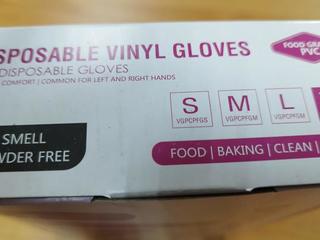 SPOSABLE VINYL GLOVES
DISPOSABLE GLOVES
COMFORT | COMMON FOR LEFT AND RIGHT HANDS
FOOD GRA
PVC
S M L
VGPCPFGS VGPCPFGM VGPCPFGM
SMELL
WDER FREE
FOOD | BAKING | CLEAN |